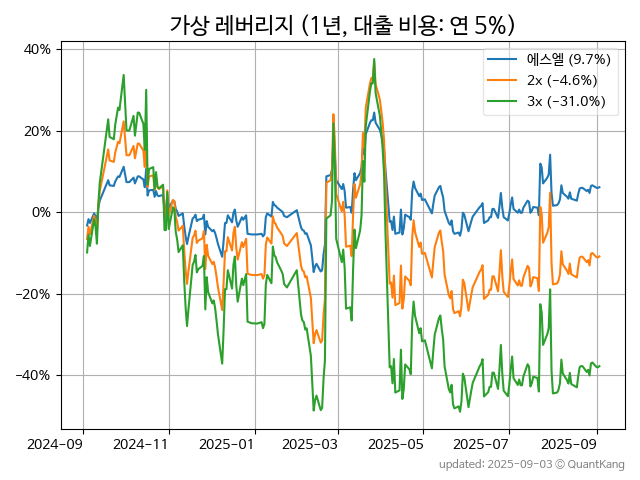 가상 레버리지 (1년, 대출 비용: 연 5%)
에스엘 (9.7%)
2x (−4.6%)
3x (−31.0%)
40%
20%
0%
−20%
−40%
2024-09 2024-11 2025-01 2025-03 2025-05 2025-07 2025-09
updated: 2025-09-03 © QuantKang